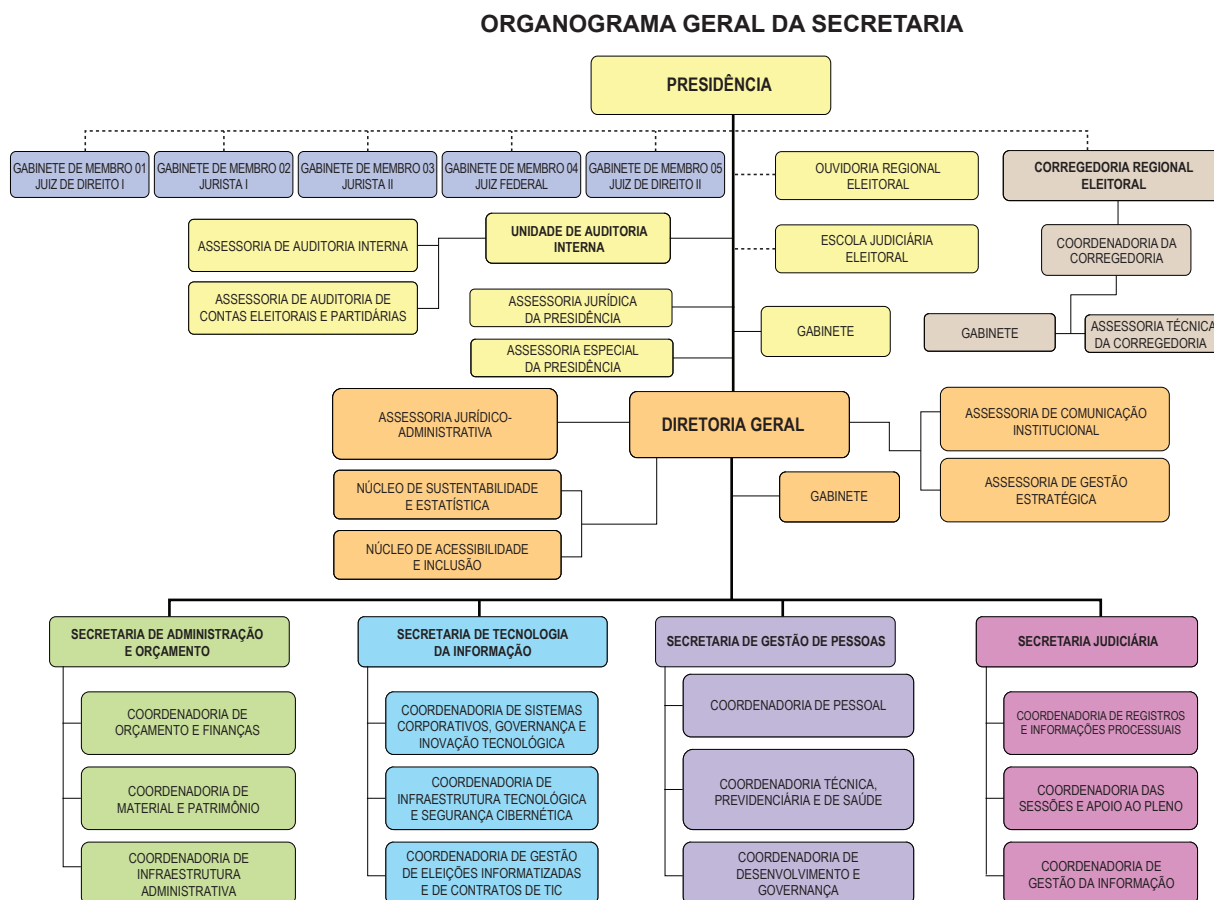 ORGANOGRAMA GERAL DA SECRETARIA
PRESIDÊNCIA
GABINETE DE MEMBRO 01
JUIZ DE DIREITO I
GABINETE DE MEMBRO 02
JURISTA I
GABINETE DE MEMBRO 03
JURISTA II
GABINETE DE MEMBRO 04
JUIZ FEDERAL
GABINETE DE MEMBRO 05
JUIZ DE DIREITO II
OUVIDORIA REGIONAL
ELEITORAL
CORREGEDORIA REGIONAL
ELEITORAL
ASSESSORIA DE AUDITORIA INTERNA
UNIDADE DE AUDITORIA
INTERNA
ESCOLA JUDICIÁRIA
ELEITORAL
COORDENADORIA DA
CORREGEDORIA
ASSESSORIA DE AUDITORIA DE
CONTAS ELEITORAIS E PARTIDÁRIAS
ASSESSORIA JURÍDICA
DA PRESIDÊNCIA
GABINETE
GABINETE
ASSESSORIA TÉCNICA
DA CORREGEDORIA
ASSESSORIA ESPECIAL
DA PRESIDÊNCIA
ASSESSORIA JURÍDICO-
ADMINISTRATIVA
DIRETORIA GERAL
ASSESSORIA DE COMUNICAÇÃO
INSTITUCIONAL
NÚCLEO DE SUSTENTABILIDADE
E ESTATÍSTICA
GABINETE
ASSESSORIA DE GESTÃO
ESTRATÉGICA
NÚCLEO DE ACESSIBILIDADE
E INCLUSÃO
SECRETARIA DE ADMINISTRAÇÃO
E ORÇAMENTO
COORDENADORIA DE
ORÇAMENTO E FINANÇAS
COORDENADORIA DE
MATERIAL E PATRIMÔNIO
COORDENADORIA DE
INFRAESTRUTURA
ADMINISTRATIVA
SECRETARIA DE TECNOLOGIA
DA INFORMAÇÃO
COORDENADORIA DE SISTEMAS
CORPORATIVOS, GOVERNANÇA E
INOVAÇÃO TECNOLÓGICA
COORDENADORIA DE
INFRAESTRUTURA TECNOLÓGICA
E SEGURANÇA CIBERNÉTICA
COORDENADORIA DE GESTÃO
DE ELEIÇÕES INFORMATIZADAS
E DE CONTRATOS DE TIC
SECRETARIA DE GESTÃO DE PESSOAS
COORDENADORIA DE PESSOAL
COORDENADORIA TÉCNICA,
PREVIDENCIÁRIA E DE SAÚDE
COORDENADORIA DE
DESENVOLVIMENTO E
GOVERNANÇA
SECRETARIA JUDICIÁRIA
COORDENADORIA DE REGISTROS
E INFORMAÇÕES PROCESSUAIS
COORDENADORIA DAS
SESSÕES E APOIO AO PLENO
COORDENADORIA DE
GESTÃO DA INFORMAÇÃO